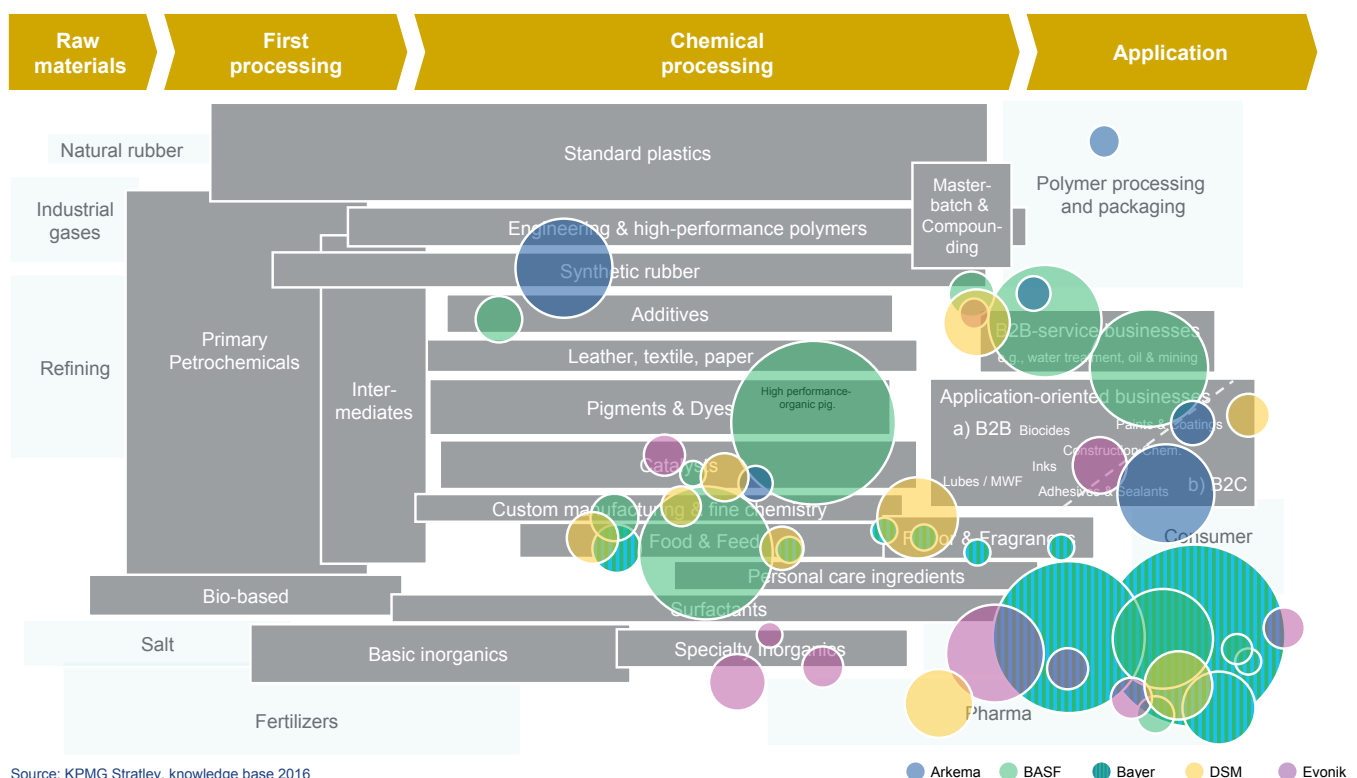 Raw
materials
First
processing
Chemical
processing
Application
Natural rubber
Standard plastics
Master-
batch &
Compoun-
ding
Polymer processing
and packaging
Industrial
gases
Engineering & high-performance polymers
Synthetic rubber
Refining
Primary
Petrochemicals
Inter-
mediates
Additives
B2B-service businesses
e.g., water treatment, oil & mining
Leather, textile, paper
High performance-
organic pig.
Pigments & Dyes
Application-oriented businesses
a) B2B Biocides
Paints & Coatings
Construction Chem.
Inks
Lubes / MWF
Adhesives & Sealants
b) B2C
Catalysts
Custom manufacturing & fine chemistry
Food & Feed
Flavor & Fragrances
Consumer
Personal care ingredients
Bio-based
Surfactants
Salt
Basic inorganics
Specialty Inorganics
Fertilizers
Pharma
Source: KPMG Stratley, knowledge base 2016
Arkema
BASF
Bayer
DSM
Evonik